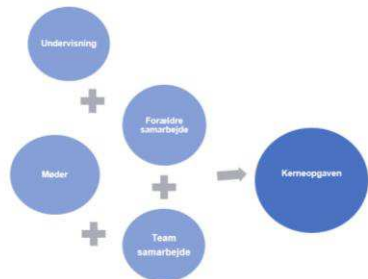 Undervisning
Forældre
samarbejde
Møder
Team
samarbejde
Kerneopgaven